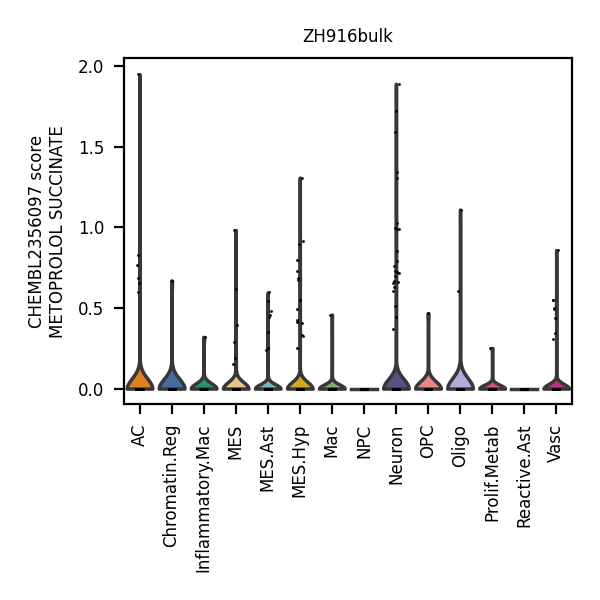 ZH916bulk
CHEMBL2356097 score
METOPROLOL SUCCINATE
2.0
1.5
1.0
0.5
0.0
AC
Chromatin.Reg
Inflammatory.Mac
MES
MES.Ast
MES.Hyp
Mac
NPC
Neuron
OPC
Oligo
Prolif.Metab
Reactive.Ast
Vasc